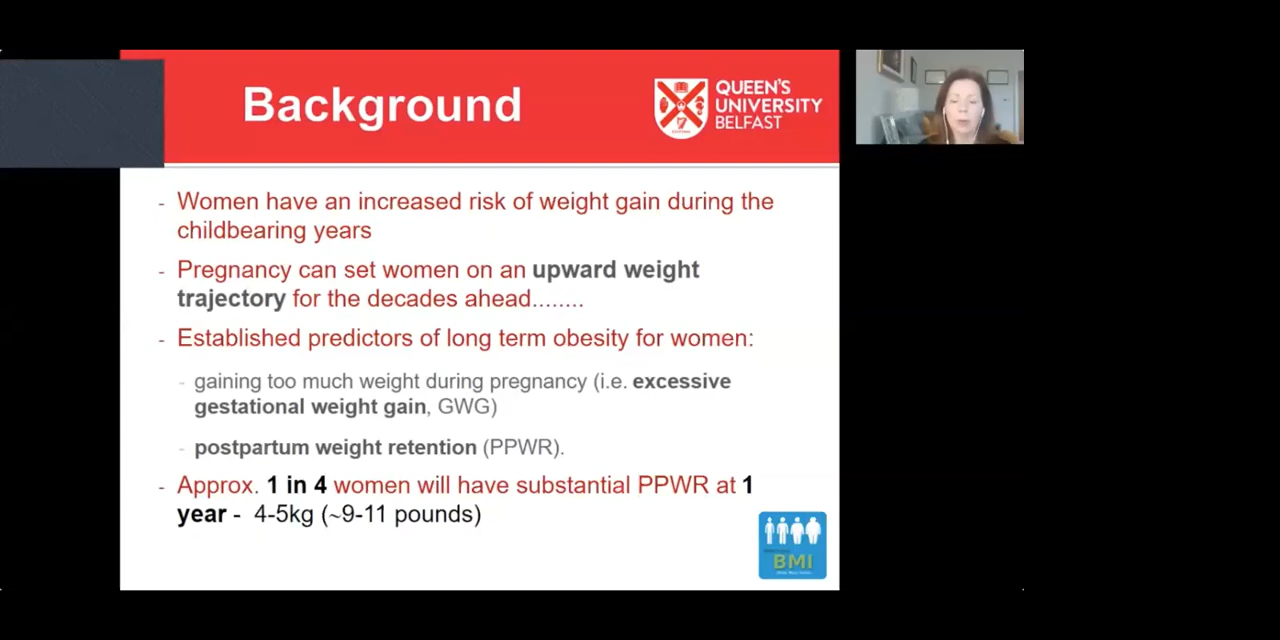 Background
QUEEN'S
UNIVERSITY
BELFAST
- Women have an increased risk of weight gain during the
childbearing years
- Pregnancy can set women on an upward weight
trajectory for the decades ahead........
- Established predictors of long term obesity for women:
- gaining too much weight during pregnancy (i.e. excessive
gestational weight gain, GWG)
- postpartum weight retention (PPWR).
- Approx. 1 in 4 women will have substantial PPWR at 1
year - 4-5kg (~9-11 pounds)
BMI